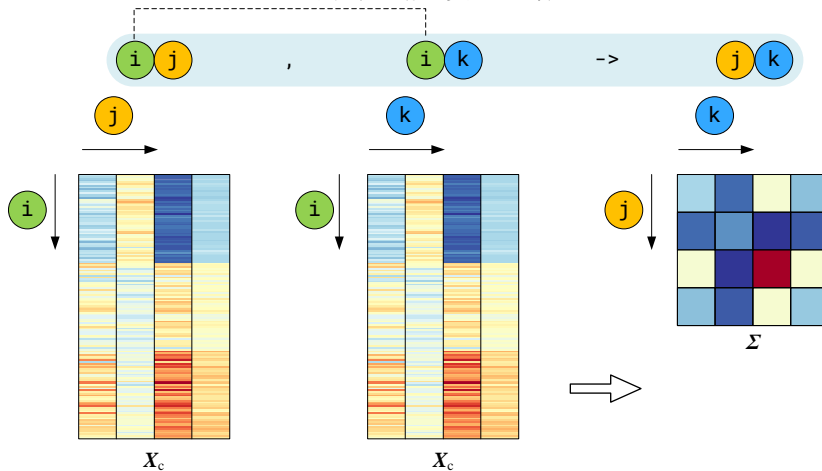 i j , i k -> j k
j k k
i i j
Σ
X_c X_c